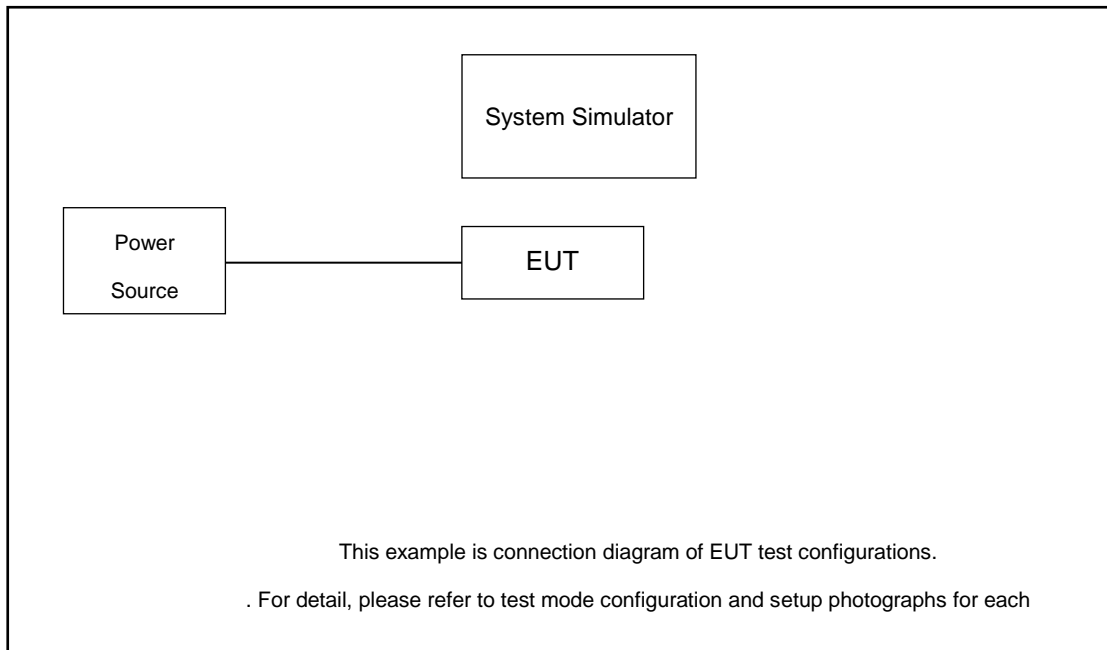 System Simulator
Power
Source
EUT
This example is connection diagram of EUT test configurations.
. For detail, please refer to test mode configuration and setup photographs for each